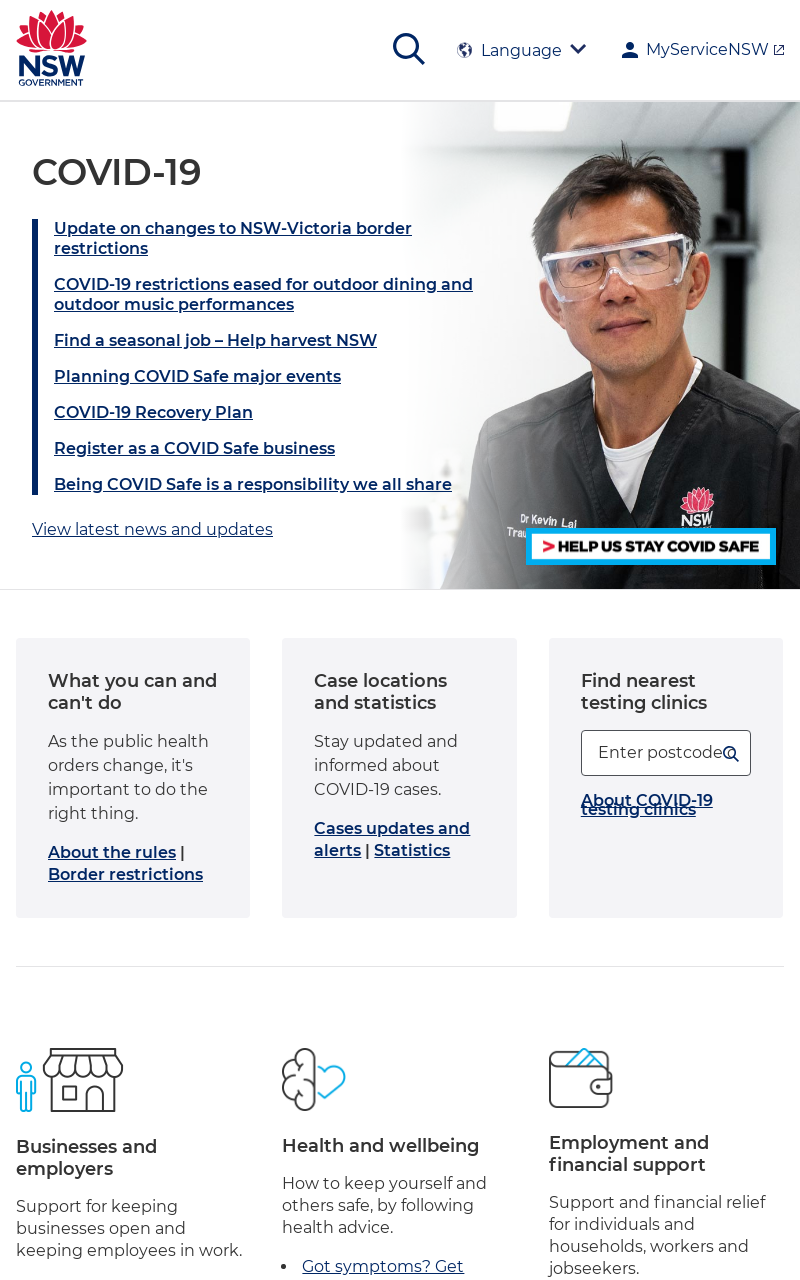 NSW
GOVERNMENT
Language
MyServiceNSW
COVID-19
Update on changes to NSW-Victoria border
restrictions
COVID-19 restrictions eased for outdoor dining and
outdoor music performances
Find a seasonal job – Help harvest NSW
Planning COVID Safe major events
COVID-19 Recovery Plan
Register as a COVID Safe business
Being COVID Safe is a responsibility we all share
View latest news and updates
NSW
Dr Kevin Lai
> HELP US STAY COVID SAFE
What you can and
can't do
As the public health
orders change, it's
important to do the
right thing.
About the rules |
Border restrictions
Case locations
and statistics
Stay updated and
informed about
COVID-19 cases.
Cases updates and
alerts | Statistics
Find nearest
testing clinics
Enter postcode
About COVID-19
testing clinics
Businesses and
employers
Support for keeping
businesses open and
keeping employees in work.
Health and wellbeing
How to keep yourself and
others safe, by following
health advice.
• Got symptoms? Get
Employment and
financial support
Support and financial relief
for individuals and
households, workers and
jobseekers.